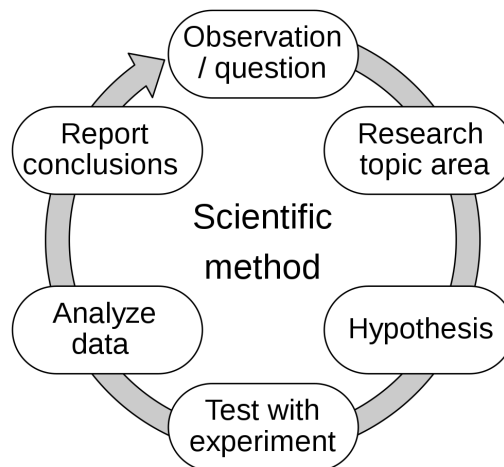 Observation
/ question
Research
topic area
Hypothesis
Test with
experiment
Analyze
data
Report
conclusions
Scientific
method